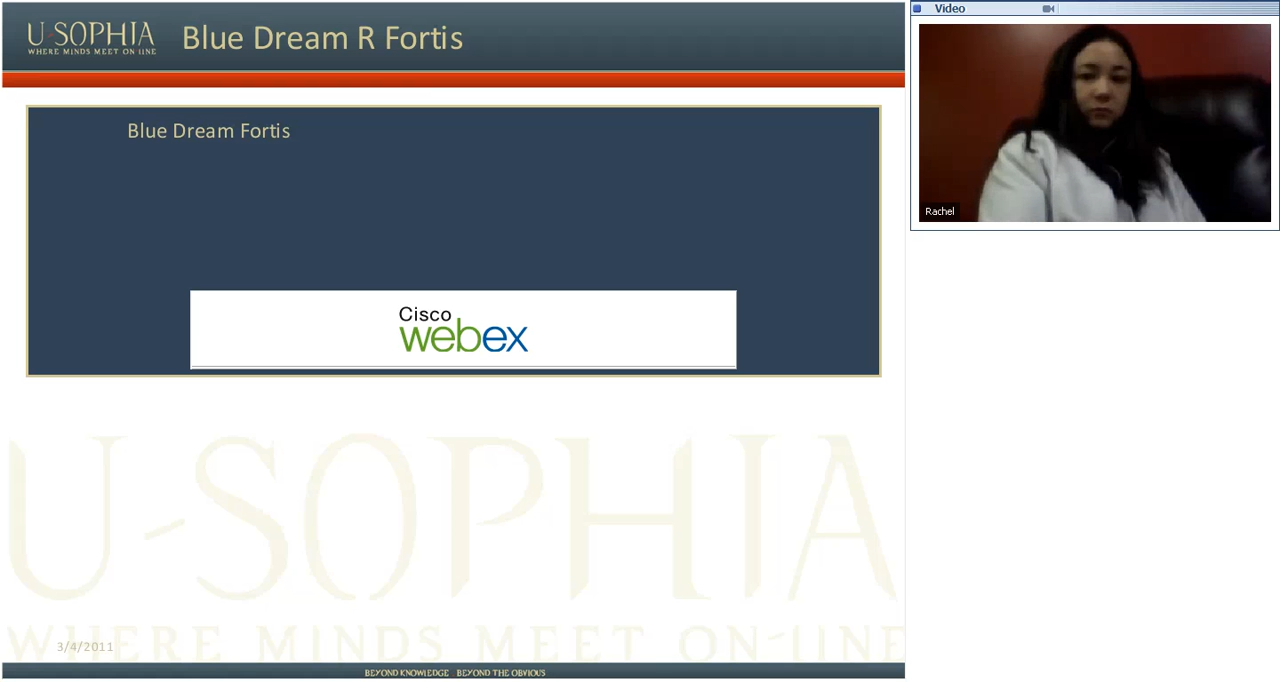 U-SOPHIA
WHERE MINDS MEET ON-LINE
Blue Dream R Fortis
Blue Dream Fortis
Cisco
webex
U-SOPHIA
WHERE MINDS MEET ON-LINE
3/4/2011
BEYOND KNOWLEDGE BEYOND THE OBVIOUS
Video
Rachel